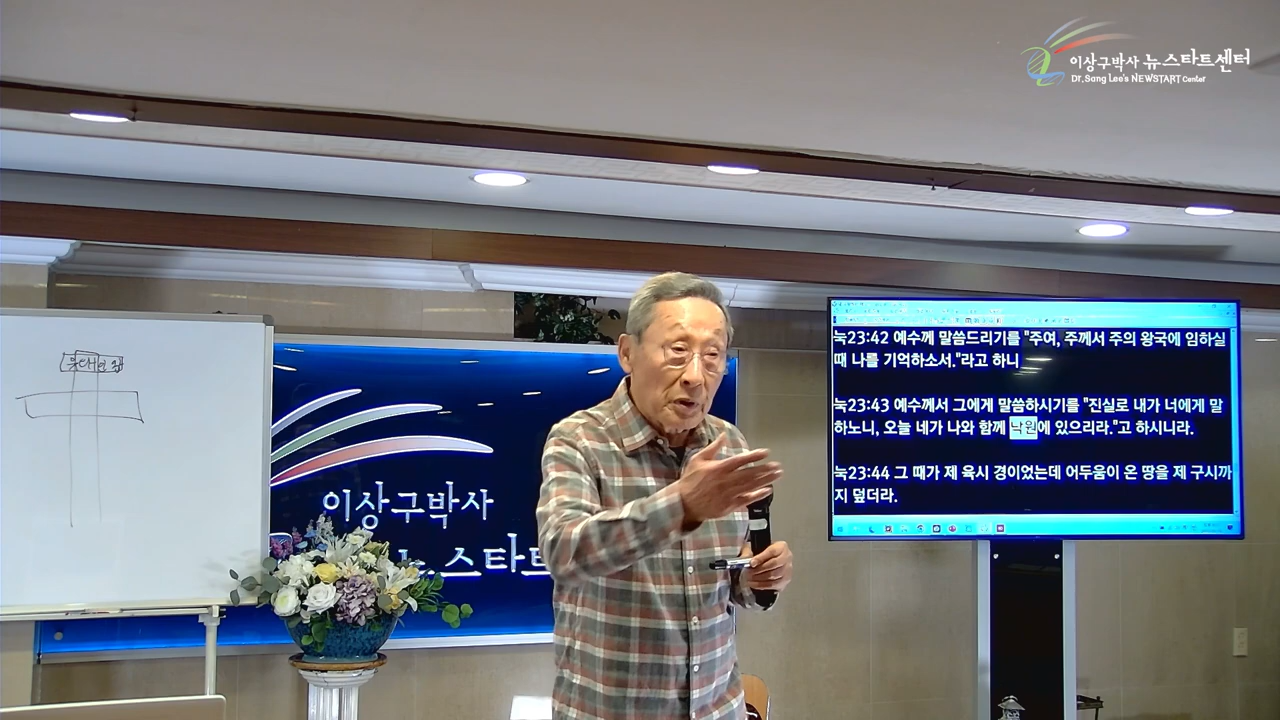 이상구박사 뉴스타트센터
Dr. Sang Lee's NEWSTART Center
눅23:42 예수께 말씀드리기를 "주여, 주께서 주의 왕국에 임하실
때 나를 기억하소서."라고 하니
눅23:43 예수께서 그에게 말씀하시기를 "진실로 내가 너에게 말
하노니, 오늘 네가 나와 함께 낙원에 있으리라."고 하시니라.
눅23:44 그 때가 제 육시 경이었는데 어두움이 온 땅을 제 구시까
지 덮더라.
이상구박사
뉴스타트